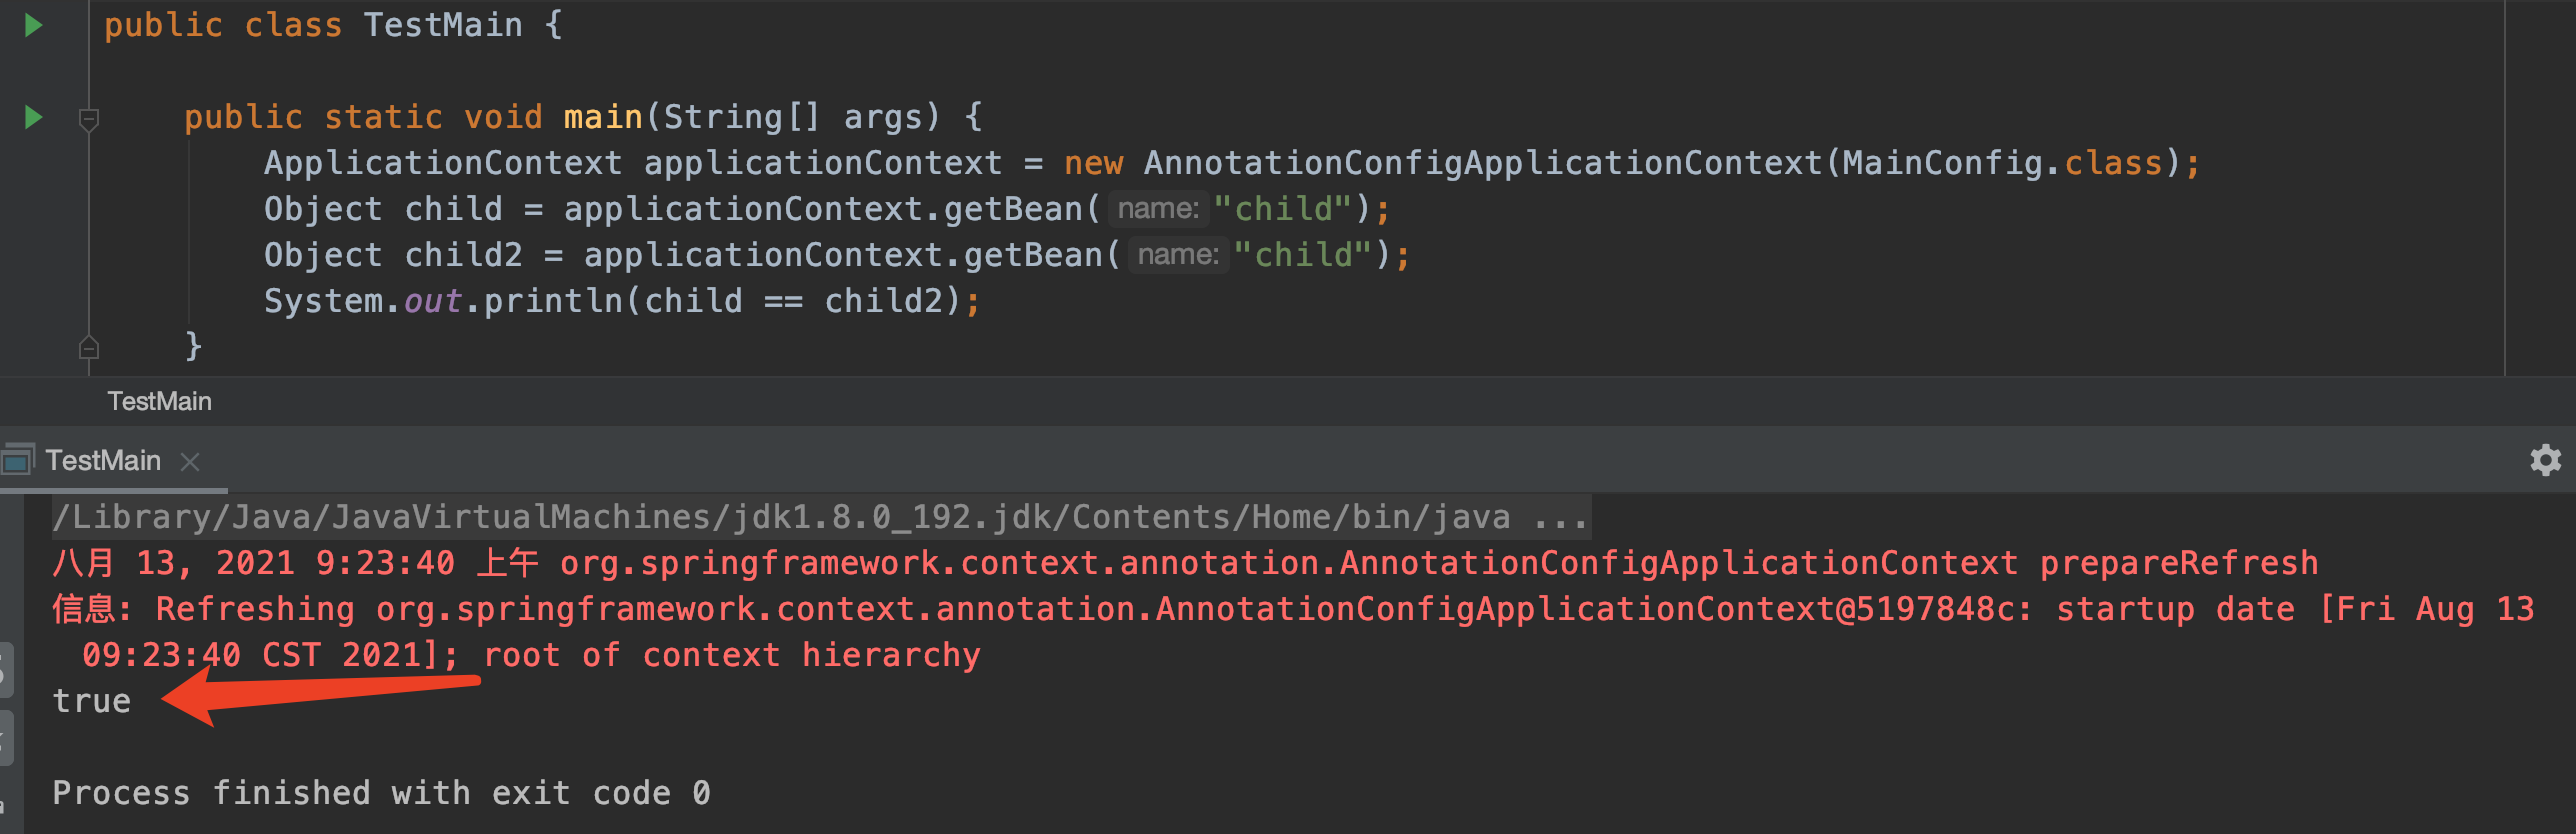 public class TestMain {
public static void main(String[] args) {
ApplicationContext applicationContext = new AnnotationConfigApplicationContext(MainConfig.class);
Object child = applicationContext.getBean( name: "child");
Object child2 = applicationContext.getBean( name: "child");
System.out.println(child == child2);
}
TestMain
TestMain
/Library/Java/JavaVirtualMachines/jdk1.8.0_192.jdk/Contents/Home/bin/java ...
八月 13, 2021 9:23:40 上午 org.springframework.context.annotation.AnnotationConfigApplicationContext prepareRefresh
信息: Refreshing org.springframework.context.annotation.AnnotationConfigApplicationContext@5197848c: startup date [Fri Aug 13
09:23:40 CST 2021]; root of context hierarchy
true
Process finished with exit code 0